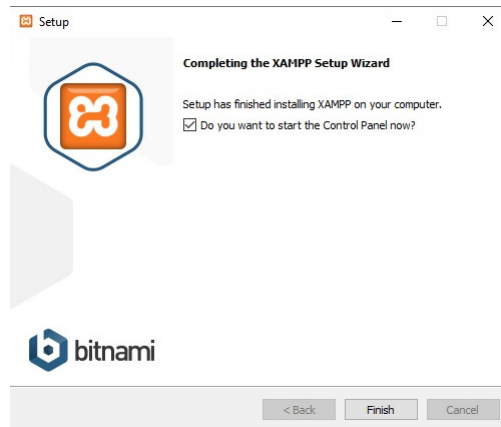 Setup
Completing the XAMPP Setup Wizard
Setup has finished installing XAMPP on your computer.
Do you want to start the Control Panel now?
bitnami
< Back
Finish
Cancel